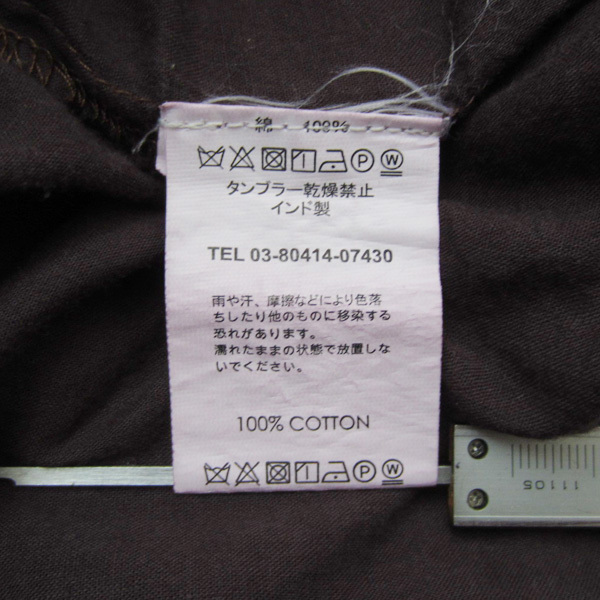 綿 100%
タンブラー乾燥禁止
インド製
TEL 03-80414-07430
雨や汗、摩擦などにより色落
ちしたり他のものに移染する
恐れがあります。
濡れたままの状態で放置しな
いでください。
100% COTTON
11105